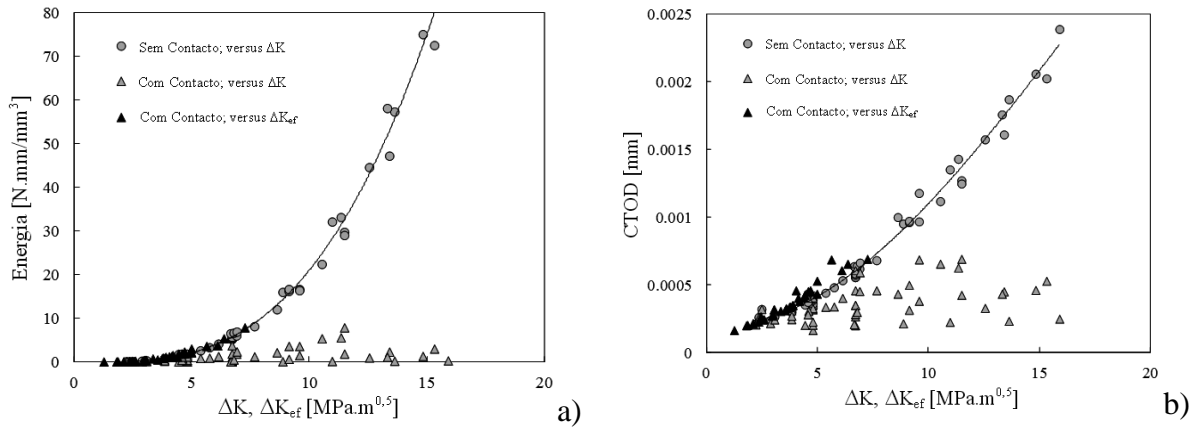 80
70
60
50
40
30
20
10
0
Energia [N.mm/mm³]
Sem Contacto; versus ΔK
Com Contacto; versus ΔK
Com Contacto; versus ΔKef
0 5 10 15 20
ΔK, ΔKef [MPa.m^0,5]
a)
0.0025
0.002
0.0015
0.001
0.0005
0
CTOD [mm]
Sem Contacto; versus ΔK
Com Contacto; versus ΔK
Com Contacto; versus ΔKef
0 5 10 15 20
ΔK, ΔKef [MPa.m^0,5]
b)